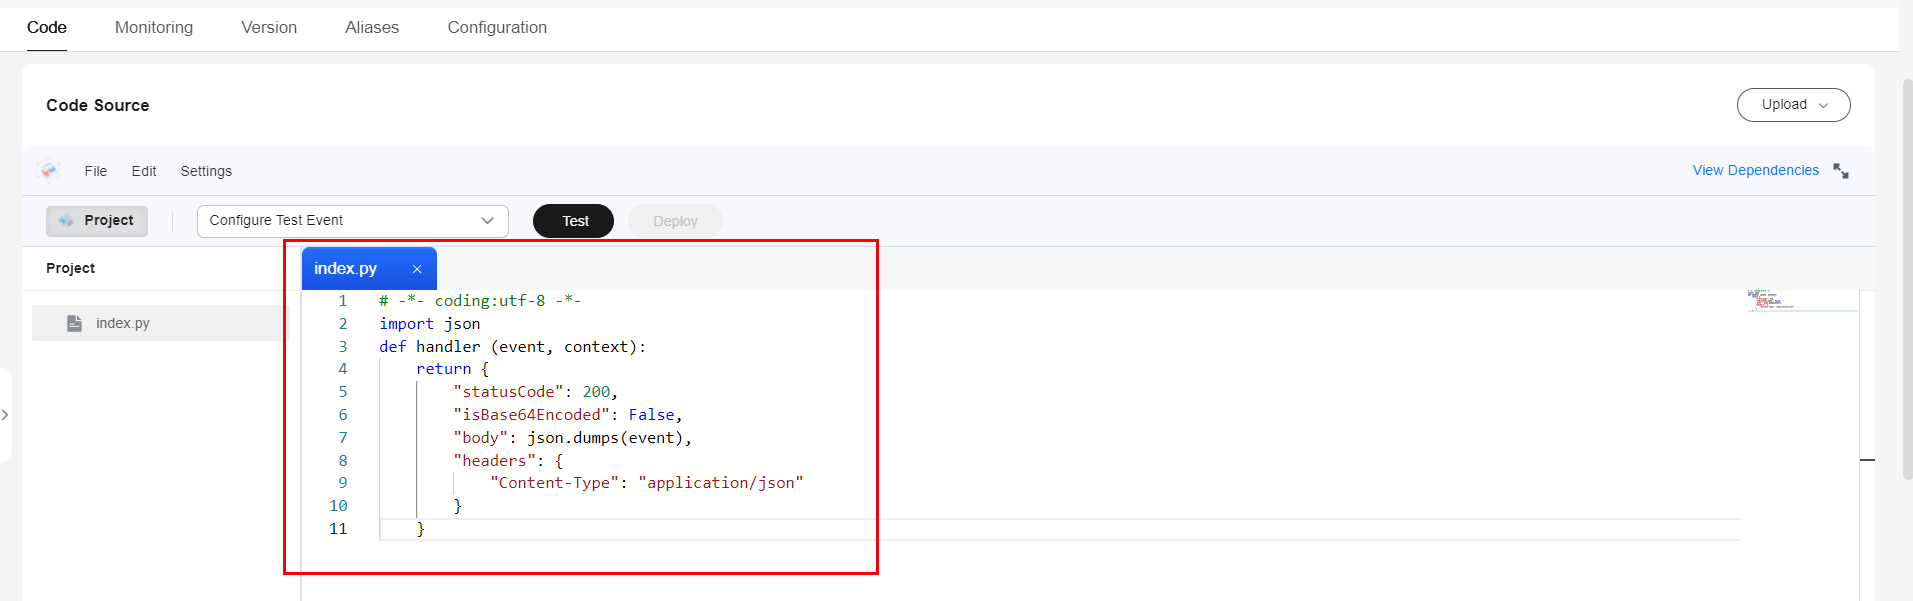 Code Monitoring Version Aliases Configuration
Code Source
Upload
File Edit Settings
View Dependencies
Project
Configure Test Event
Test
Deploy
Project
index.py
index.py
1 # -*- coding:utf-8 -*-
2 import json
3 def handler (event, context):
4 return {
5 "statusCode": 200,
6 "isBase64Encoded": False,
7 "body": json.dumps(event),
8 "headers": {
9 "Content-Type": "application/json"
10 }
11 }